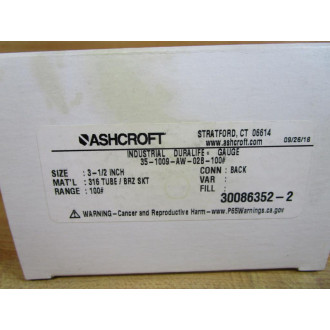 ASHCROFT
STRATFORD, CT 06614
www.ashcroft.com
09/26/18
INDUSTRIAL DURALIFE® GAUGE
35-1009-AW-02B-100#
SIZE : 3-1/2 INCH
CONN : BACK
MAT'L : 316 TUBE / BRZ SKT
VAR :
RANGE : 100#
FILL :
30086352-2
WARNING-Cancer and Reproductive Harm-www.P65Warnings.ca.gov